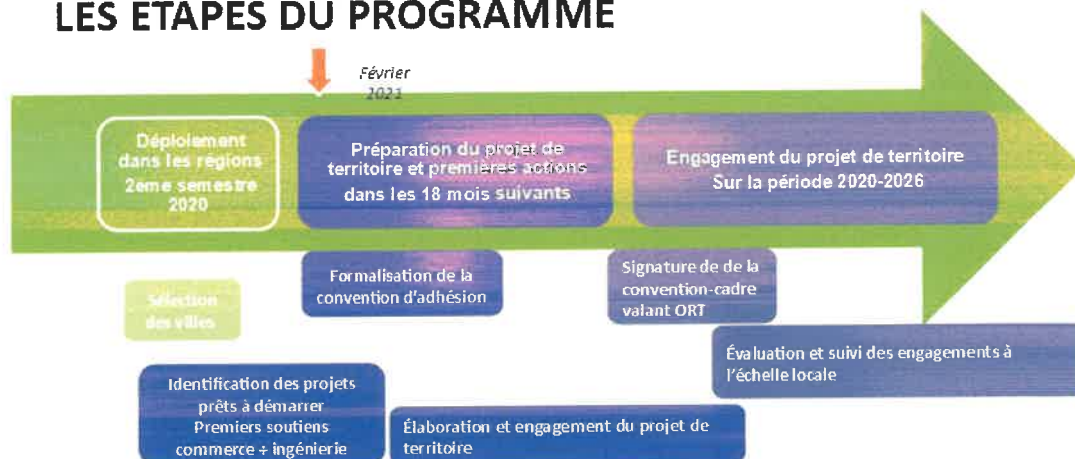 LES ETAPES DU PROGRAMME
Février
2021
Déploiement
dans les régions
2eme semestre
2020
Préparation du projet de
territoire et premières actions
dans les 18 mois suivants
Engagement du projet de territoire
Sur la période 2020-2026
Sélection
des villes
Formalisation de la
convention d'adhésion
Signature de de la
convention-cadre
valant ORT
Évaluation et suivi des engagements à
l'échelle locale
Identification des projets
prêts à démarrer
Premiers soutiens
commerce + ingénierie
Élaboration et engagement du projet de
territoire